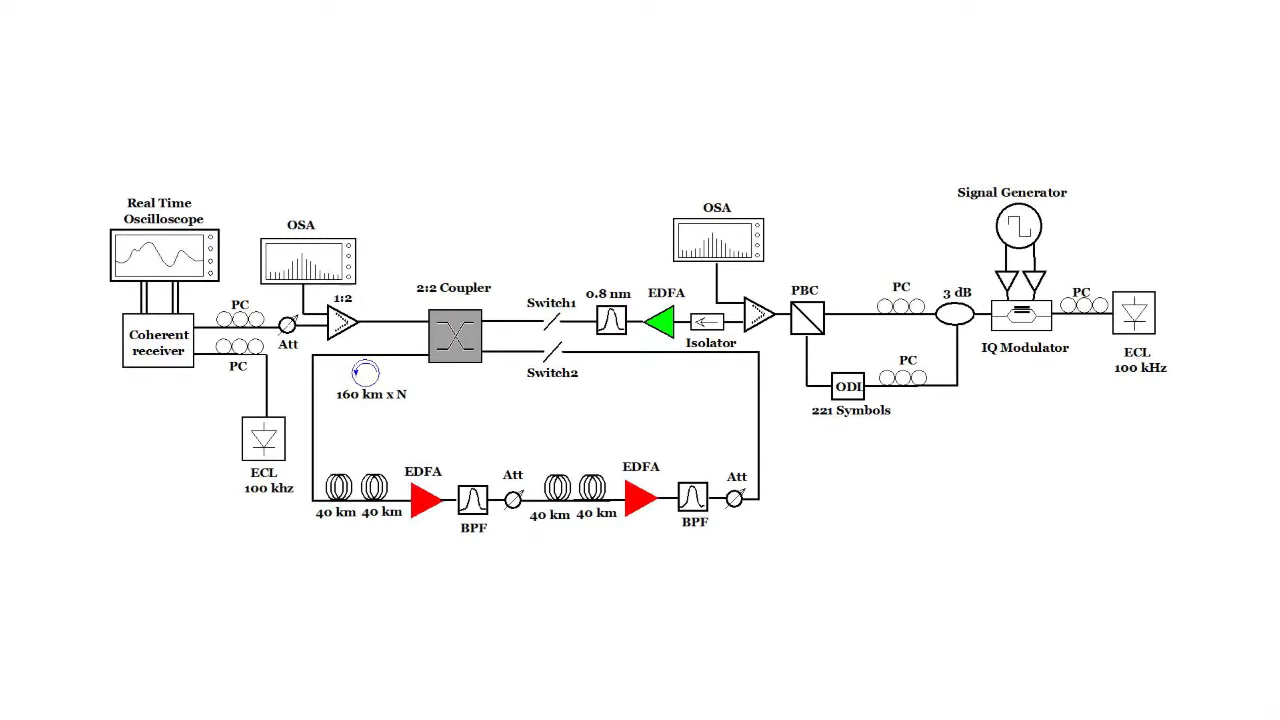 Signal Generator
Real Time
Oscilloscope
OSA
OSA
PC
1:2
2:2 Coupler
Switch1
0.8 nm
EDFA
PBC
PC
3 dB
PC
Coherent
receiver
Att
Isolator
IQ Modulator
ECL
100 kHz
PC
Switch2
PC
160 km x N
ODL
221 Symbols
ECL
100 khz
EDFA
Att
EDFA
Att
40 km
40 km
BPF
40 km
40 km
BPF